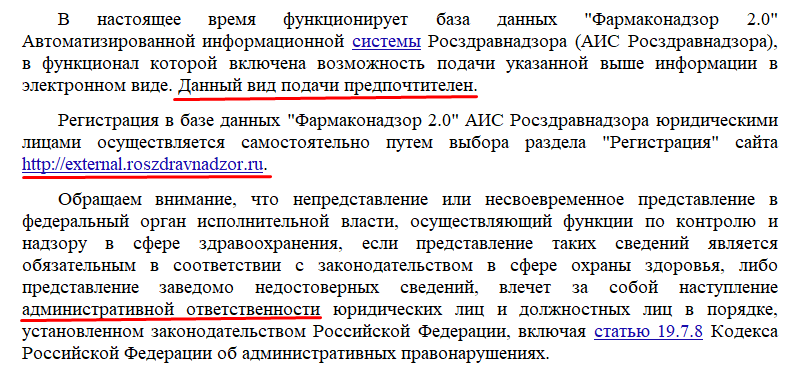 В настоящее время функционирует база данных "Фармаконадзор 2.0"
Автоматизированной информационной системы Росздравнадзора (АИС Росздравнадзора),
в функционал которой включена возможность подачи указанной выше информации в
электронном виде. Данный вид подачи предпочтителен.
Регистрация в базе данных "Фармаконадзор 2.0" АИС Росздравнадзора юридическими
лицами осуществляется самостоятельно путем выбора раздела "Регистрация" сайта
http://external.roszdravnadzor.ru.
Обращаем внимание, что непредставление или несвоевременное представление в
федеральный орган исполнительной власти, осуществляющий функции по контролю и
надзору в сфере здравоохранения, если представление таких сведений является
обязательным в соответствии с законодательством в сфере охраны здоровья, либо
представление заведомо недостоверных сведений, влечет за собой наступление
административной ответственности юридических лиц и должностных лиц в порядке,
установленном законодательством Российской Федерации, включая статью 19.7.8 Кодекса
Российской Федерации об административных правонарушениях.